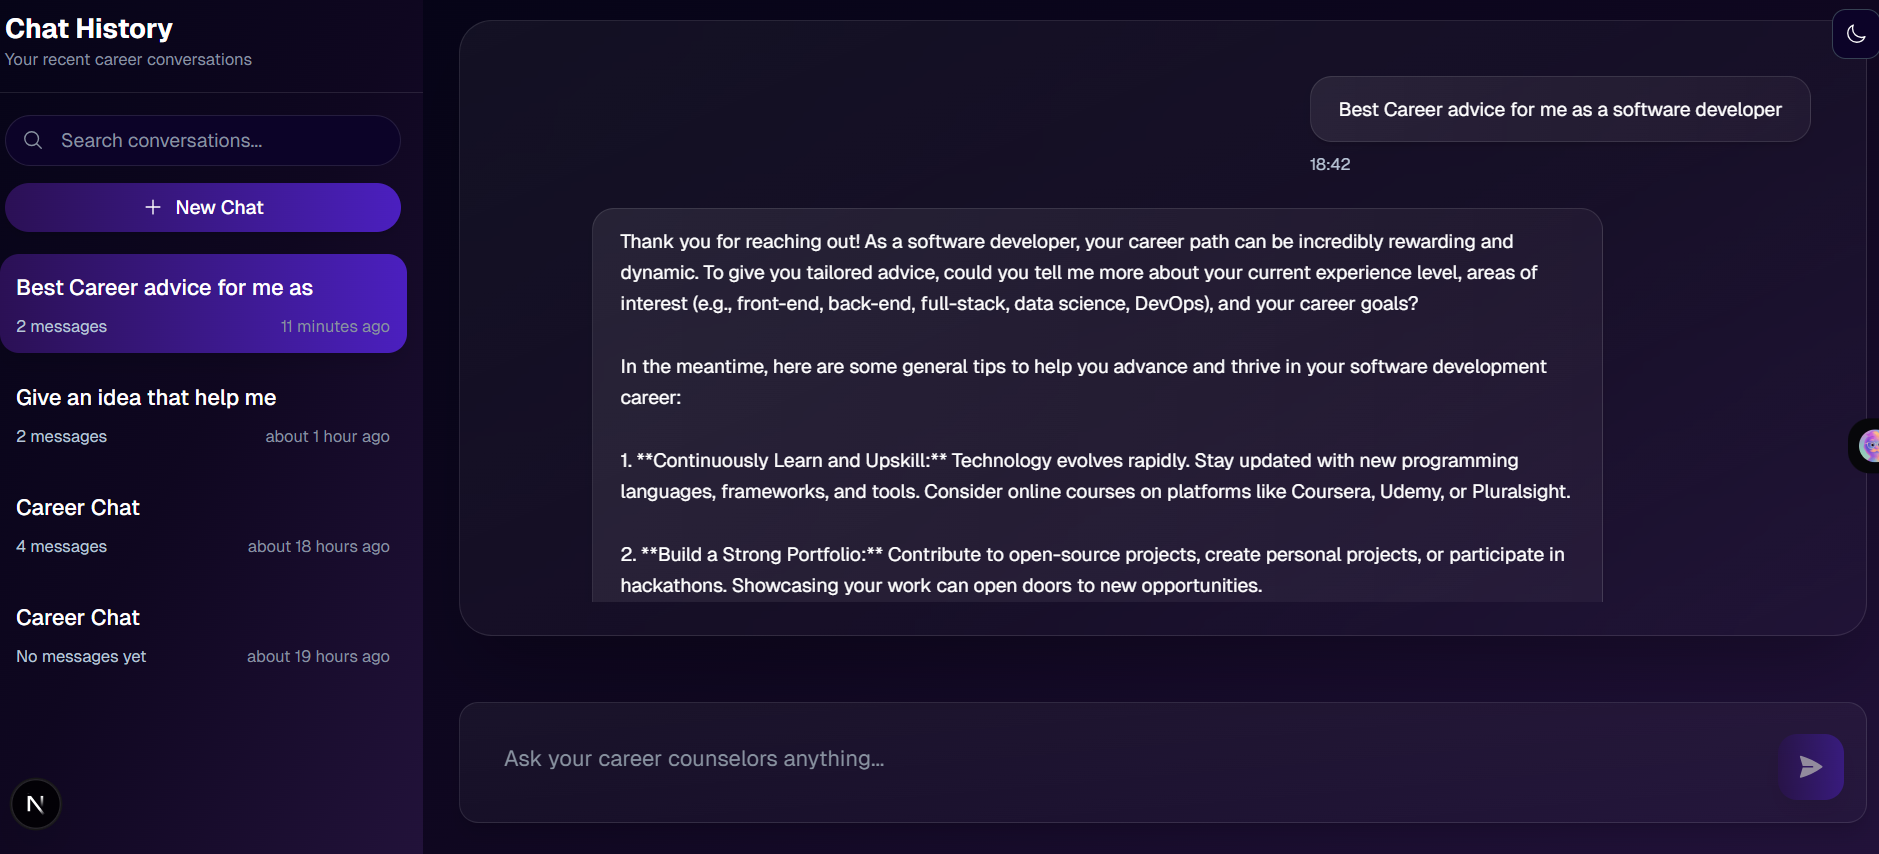 Chat History
Your recent career conversations
Search conversations...
New Chat
Best Career advice for me as
2 messages
11 minutes ago
Give an idea that help me
2 messages
about 1 hour ago
Career Chat
4 messages
about 18 hours ago
Career Chat
No messages yet
about 19 hours ago
N
Best Career advice for me as a software developer
18:42
Thank you for reaching out! As a software developer, your career path can be incredibly rewarding and
dynamic. To give you tailored advice, could you tell me more about your current experience level, areas of
interest (e.g., front-end, back-end, full-stack, data science, DevOps), and your career goals?
In the meantime, here are some general tips to help you advance and thrive in your software development
career:
1. **Continuously Learn and Upskill:** Technology evolves rapidly. Stay updated with new programming
languages, frameworks, and tools. Consider online courses on platforms like Coursera, Udemy, or Pluralsight.
2. **Build a Strong Portfolio:** Contribute to open-source projects, create personal projects, or participate in
hackathons. Showcasing your work can open doors to new opportunities.
Ask your career counselors anything...